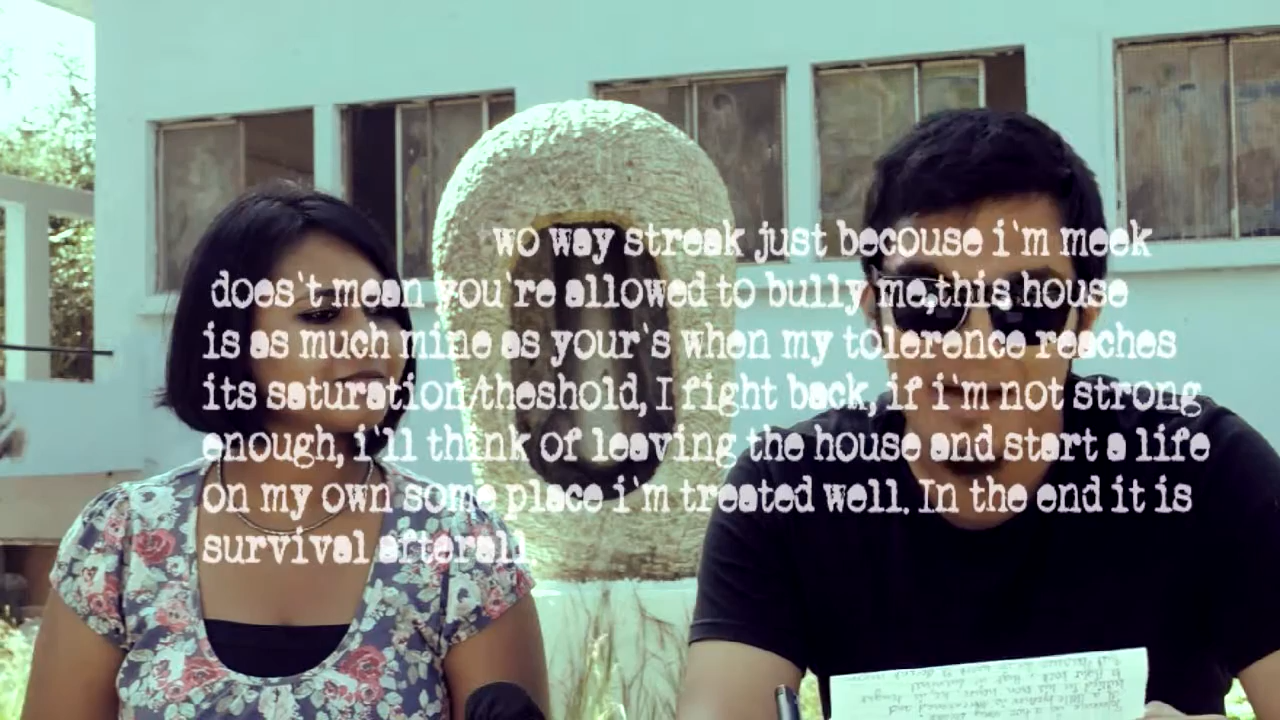 wo way streak just becouse i'm meek
does't mean you're allowed to bully me,this house
is as much mine as your's when my tolerence reaches
its saturation/theshold, I fight back, if i'm not strong
enough, i'll think of leaving the house and start a life
on my own some place i'm treated well. In the end it is
survival afterall